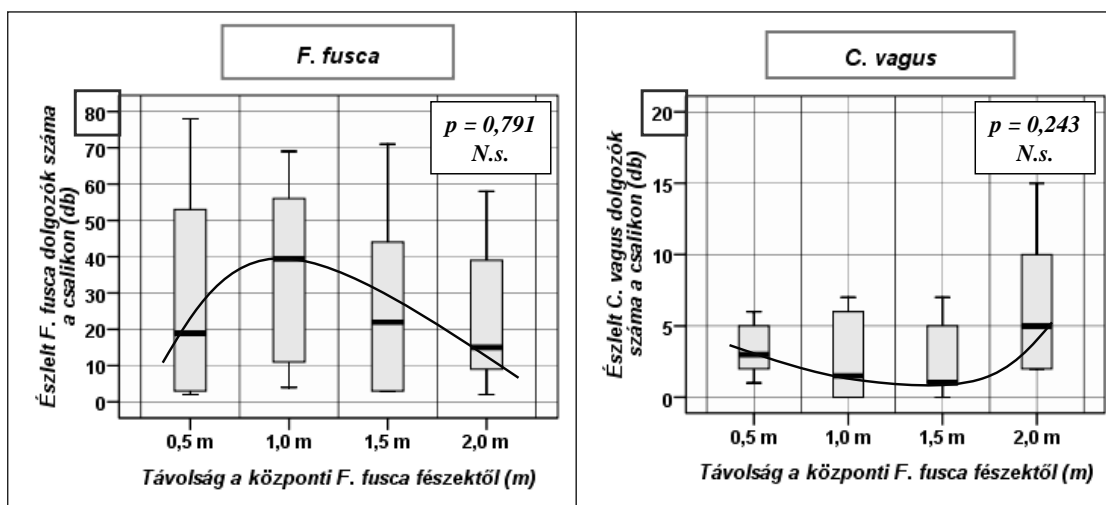 F. fusca
p = 0,791
N.s.
Észlelt F. fusca dolgozók száma
a csalikon (db)
80
70
60
50
40
30
20
10
0
0,5 m 1,0 m 1,5 m 2,0 m
Távolság a központi F. fusca fészektől (m)
C. vagus
p = 0,243
N.s.
Észlelt C. vagus dolgozók
száma a csalikon (db)
20
15
10
5
0
0,5 m 1,0 m 1,5 m 2,0 m
Távolság a központi F. fusca fészektől (m)